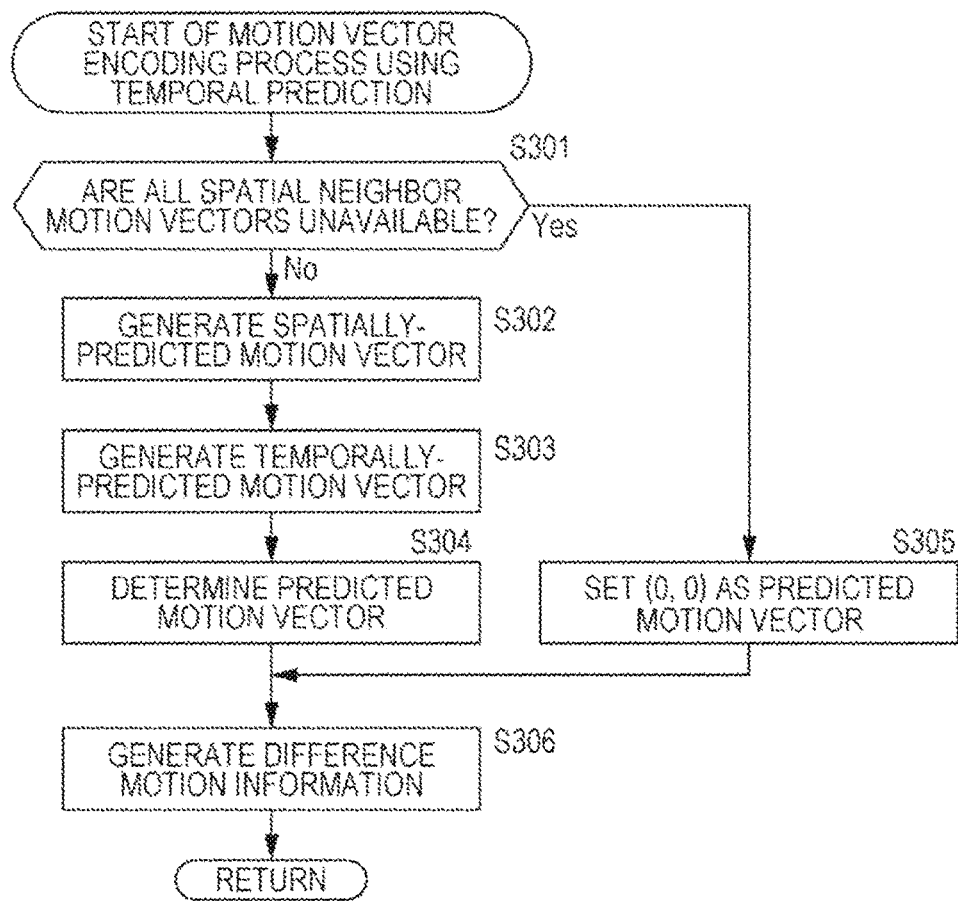 START OF MOTION VECTOR
ENCODING PROCESS USING
TEMPORAL PREDICTION
S301
ARE ALL SPATIAL NEIGHBOR
MOTION VECTORS UNAVAILABLE?
Yes
No
GENERATE SPATIALLY-
PREDICTED MOTION VECTOR
S302
GENERATE TEMPORALLY-
PREDICTED MOTION VECTOR
S303
S304
DETERMINE PREDICTED
MOTION VECTOR
S305
SET (0, 0) AS PREDICTED
MOTION VECTOR
GENERATE DIFFERENCE
MOTION INFORMATION
S306
RETURN